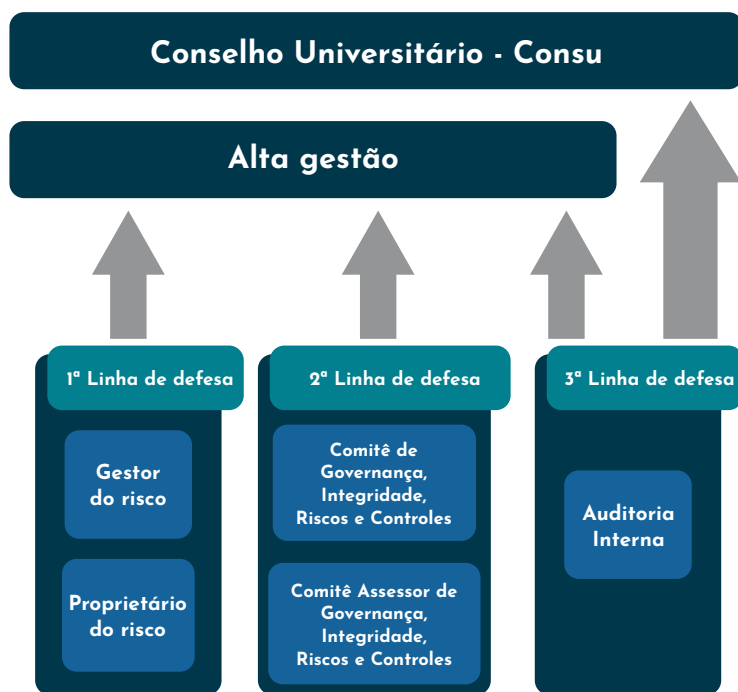 Conselho Universitário - Consu
Alta gestão
1ª Linha de defesa
Gestor
do risco
Proprietário
do risco
2ª Linha de defesa
Comitê de
Governança,
Integridade,
Riscos e Controles
Comitê Assessor de
Governança,
Integridade,
Riscos e Controles
3ª Linha de defesa
Auditoria
Interna